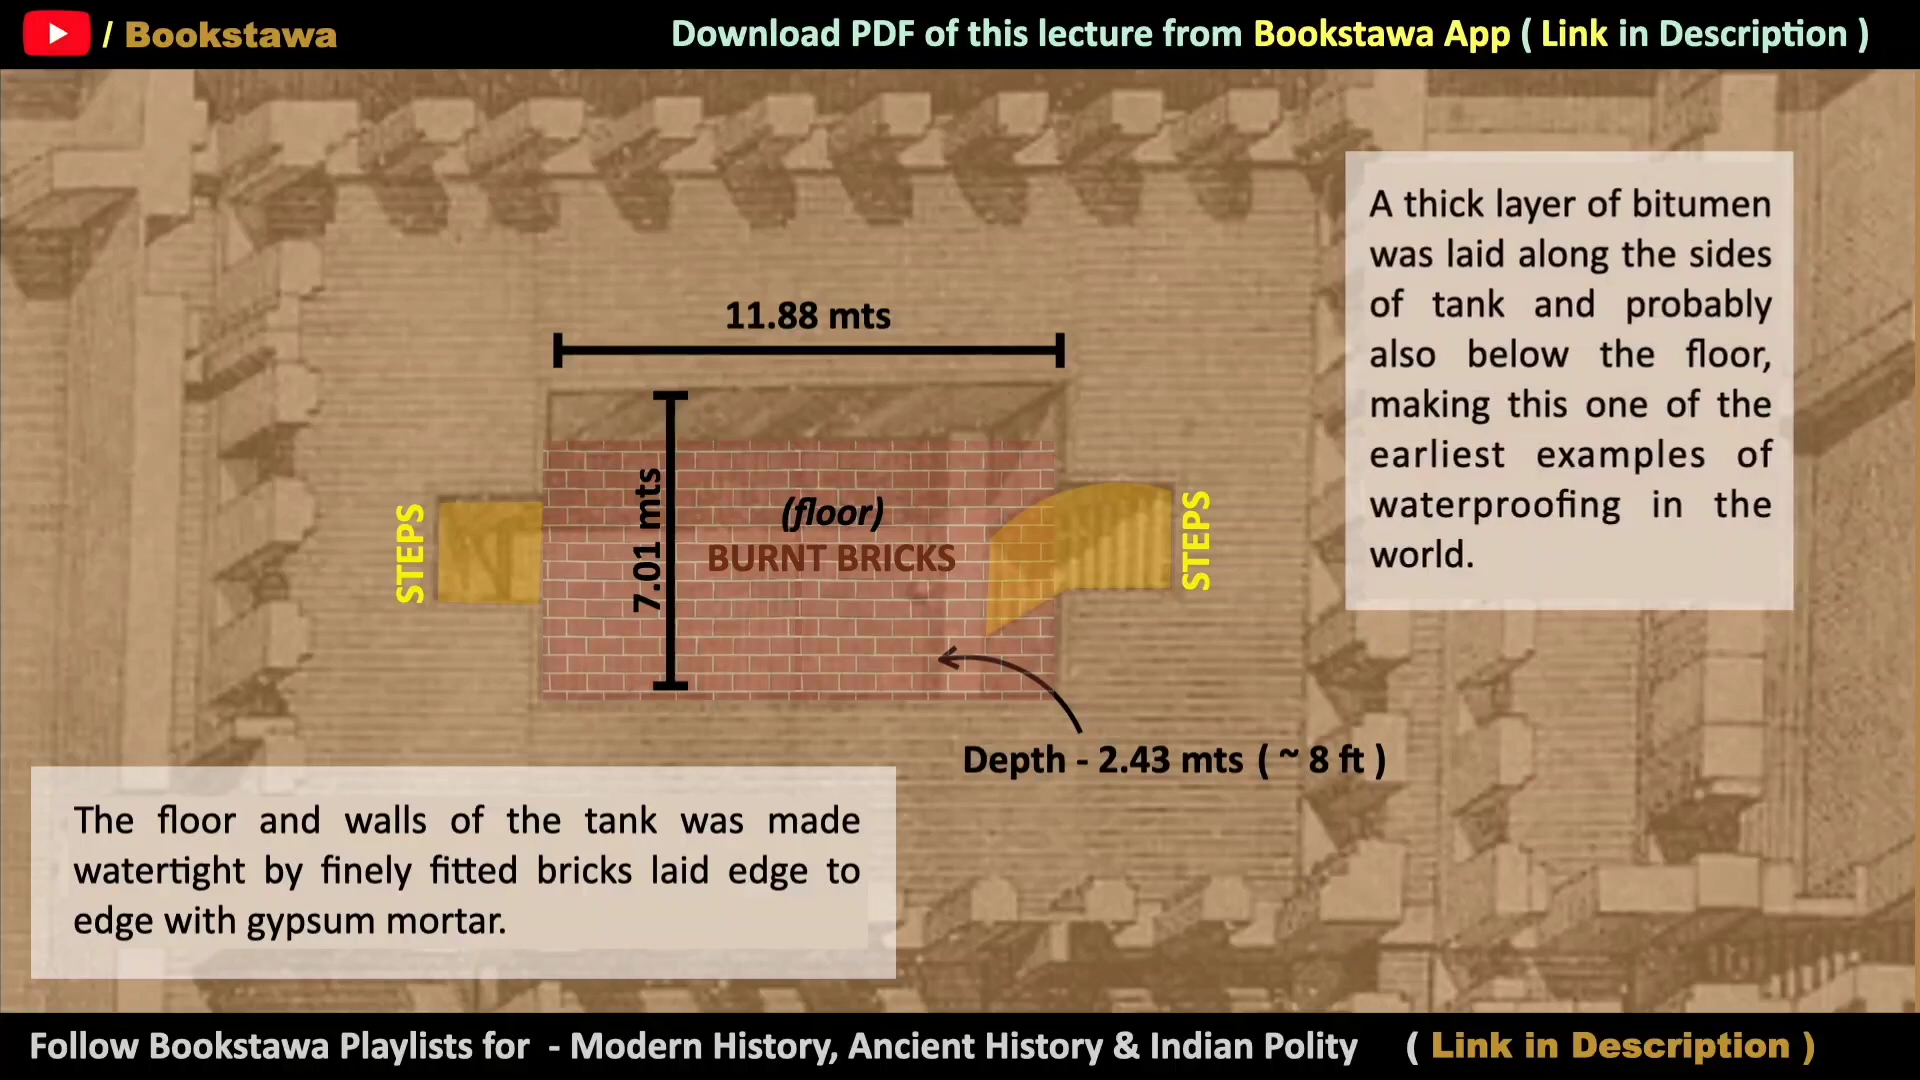 / Bookstawa
Download PDF of this lecture from Bookstawa App ( Link in Description )
A thick layer of bitumen
was laid along the sides
of tank and probably
also below the floor,
making this one of the
earliest examples of
waterproofing in the
world.
11.88 mts
7.01 mts
(floor)
BURNT BRICKS
STEPS
STEPS
Depth - 2.43 mts ( ~ 8 ft )
The floor and walls of the tank was made
watertight by finely fitted bricks laid edge to
edge with gypsum mortar.
Follow Bookstawa Playlists for - Modern History, Ancient History & Indian Polity ( Link in Description )